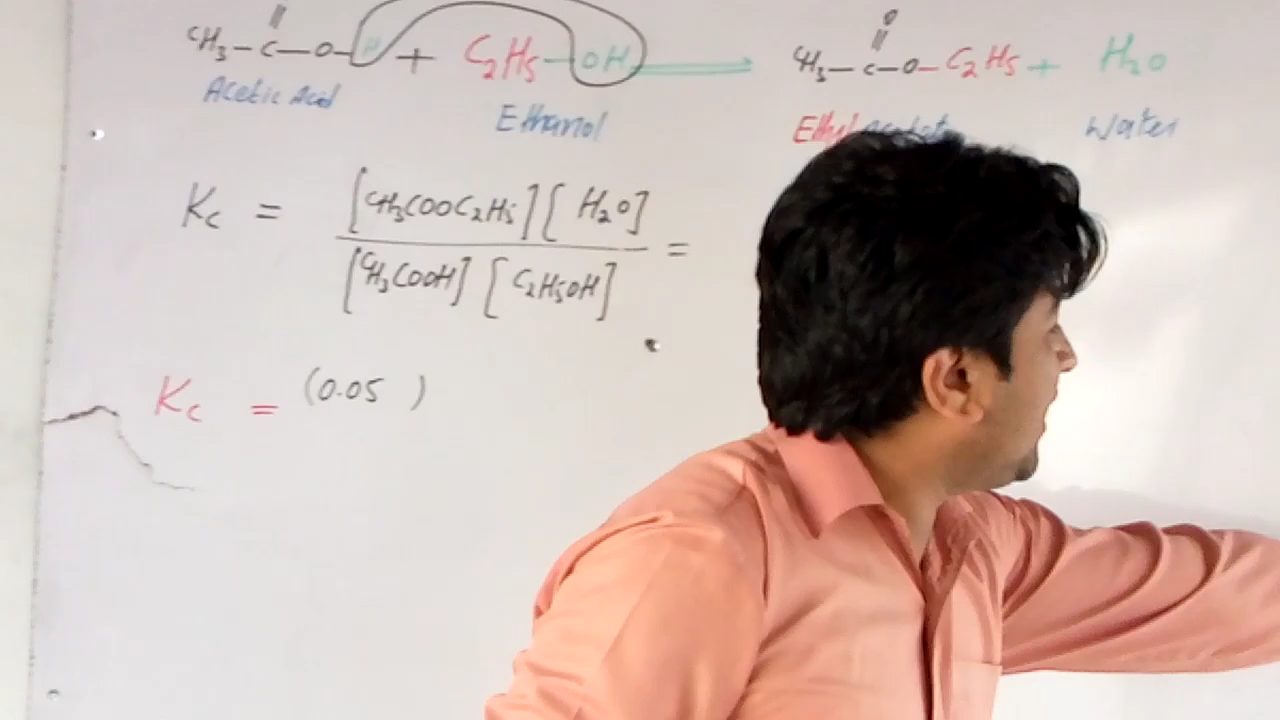 O O
CH3 – C – O – H + C2H5 – OH ⇌ CH3 – C – O – C2H5 + H2O
Acetic Acid Ethanol Ethyl Acetate Water
Kc = [CH3COOC2H5] [H2O] / [CH3COOH] [C2H5OH] =
Kc = (0.05 )